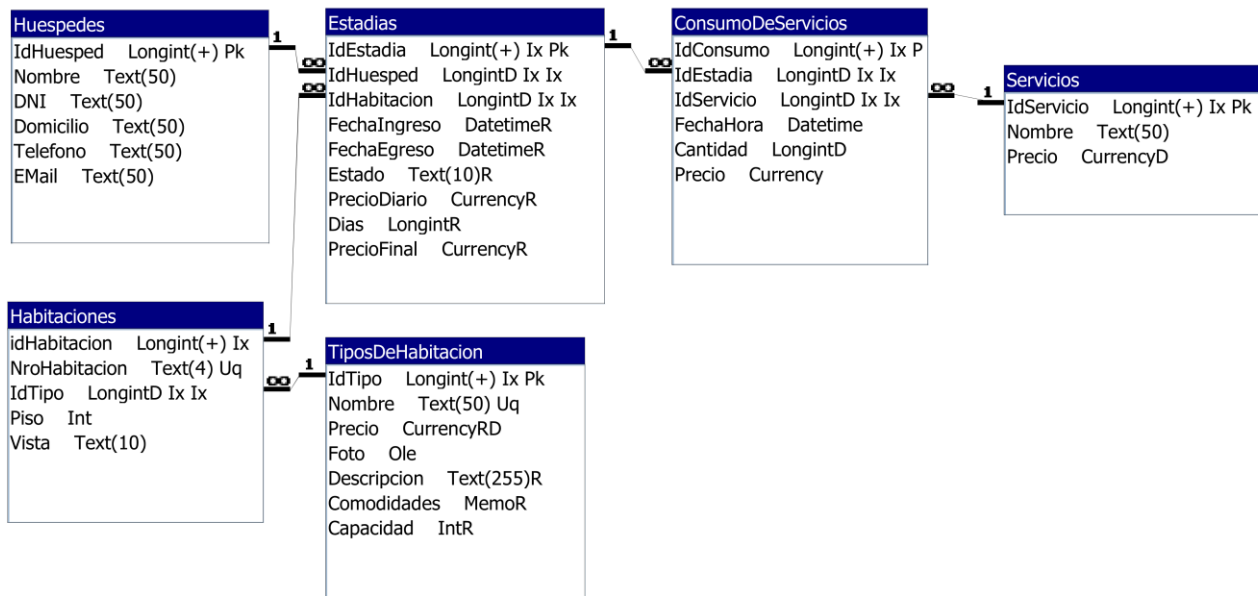 Huespedes
IdHuesped Longint(+) Pk
Nombre Text(50)
DNI Text(50)
Domicilio Text(50)
Telefono Text(50)
EMail Text(50)
1
∞
∞
Estadias
IdEstadia Longint(+) Ix Pk
IdHuesped LongintD Ix Ix
IdHabitacion LongintD Ix Ix
FechaIngreso DatetimeR
FechaEgreso DatetimeR
Estado Text(10)R
PrecioDiario CurrencyR
Dias LongintR
PrecioFinal CurrencyR
1
∞
ConsumoDeServicios
IdConsumo Longint(+) Ix P
IdEstadia LongintD Ix Ix
IdServicio LongintD Ix Ix
FechaHora Datetime
Cantidad LongintD
Precio Currency
∞
1
Servicios
IdServicio Longint(+) Ix Pk
Nombre Text(50)
Precio CurrencyD
Habitaciones
idHabitacion Longint(+) Ix
NroHabitacion Text(4) Uq
IdTipo LongintD Ix Ix
Piso Int
Vista Text(10)
1
∞
1
TiposDeHabitacion
IdTipo Longint(+) Ix Pk
Nombre Text(50) Uq
Precio CurrencyRD
Foto Ole
Descripcion Text(255)R
Comodidades MemoR
Capacidad IntR